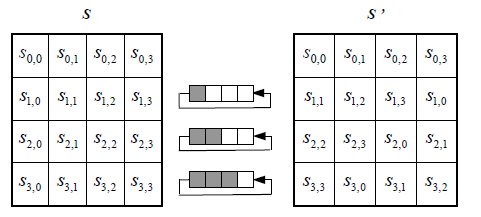 S S'
S0,0 S0,1 S0,2 S0,3 S0,0 S0,1 S0,2 S0,3
S1,0 S1,1 S1,2 S1,3 S1,1 S1,2 S1,3 S1,0
S2,0 S2,1 S2,2 S2,3 S2,2 S2,3 S2,0 S2,1
S3,0 S3,1 S3,2 S3,3 S3,3 S3,0 S3,1 S3,2